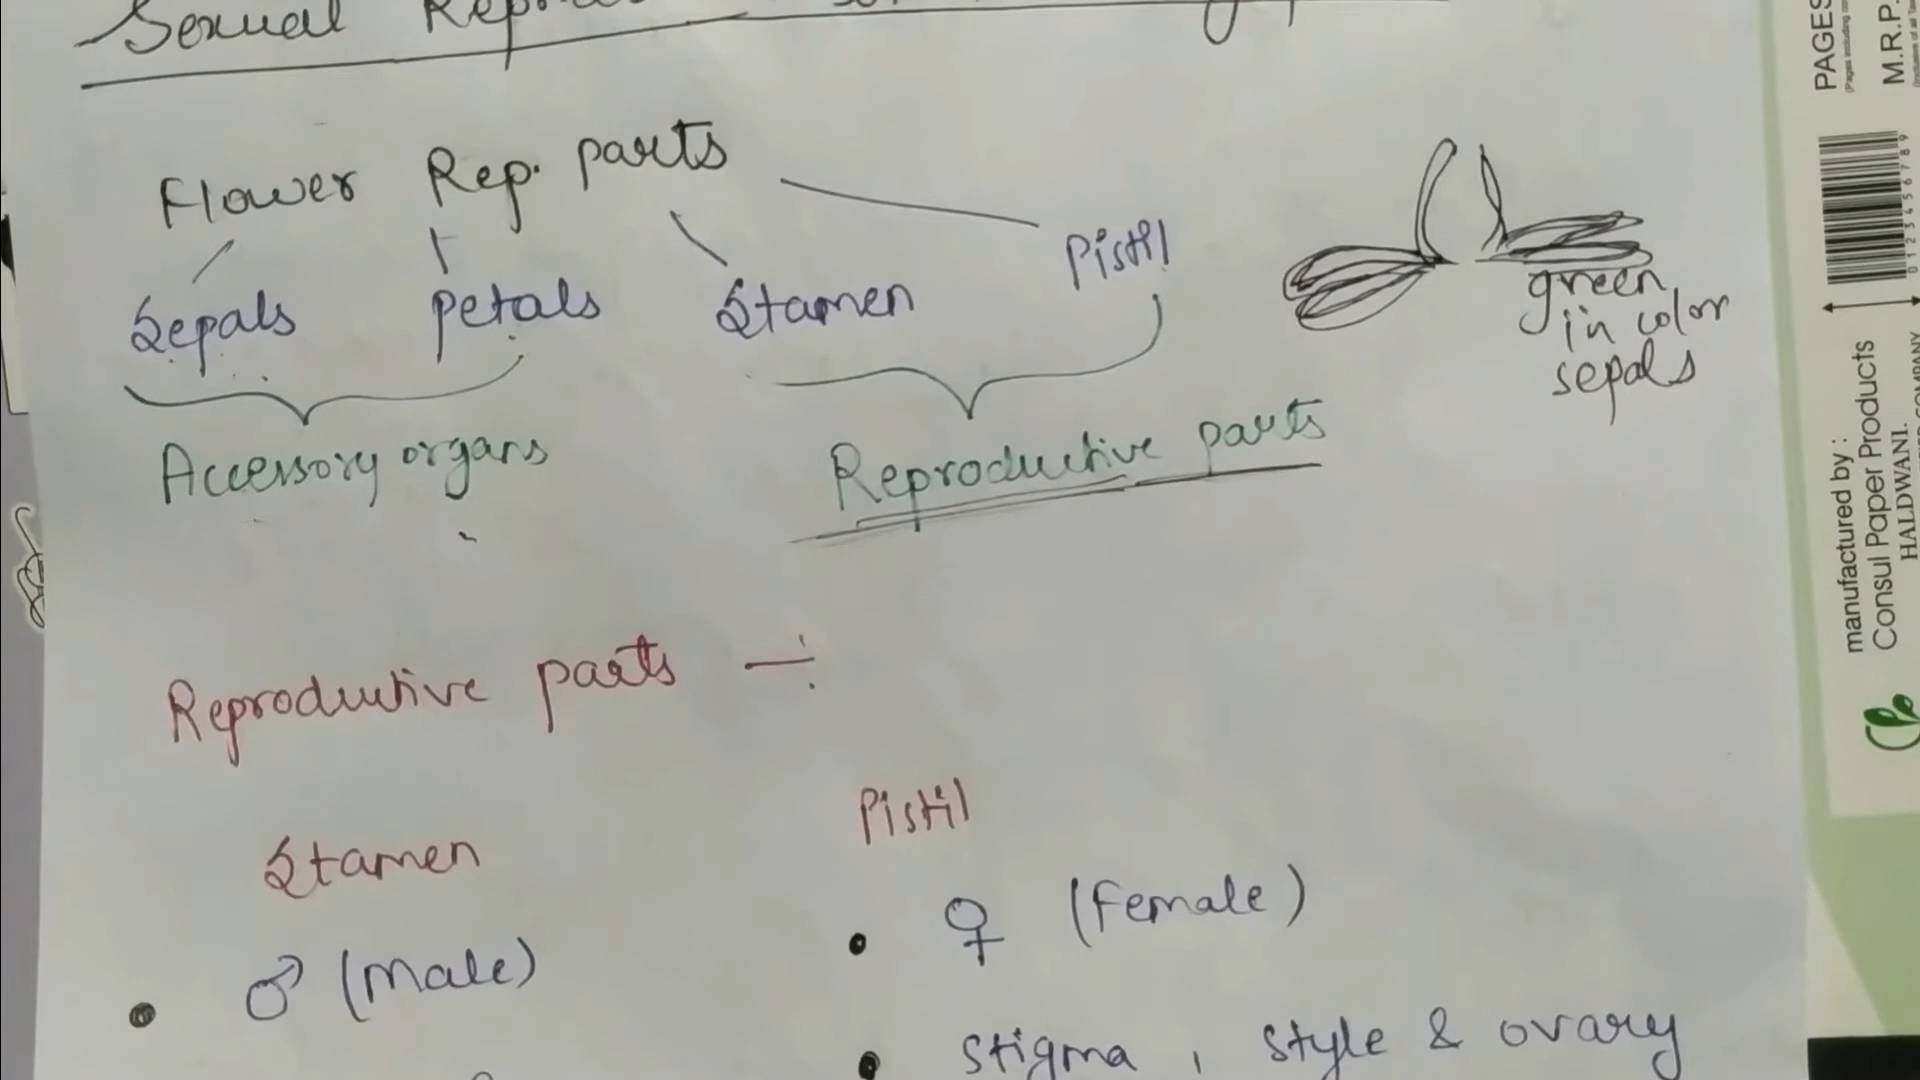 Sexual
Flower Rep. parts
Sepals petals Stamen Pistil
Accessory organs Reproductive parts
green
in color
sepals
Reproductive parts ÷
Stamen Pistil
• ♂ (Male) • ♀ (Female)
• Stigma, Style & ovary
PAGES
M.R.P.
0123456789
manufactured by :
Consul Paper Products
HALDWANI.